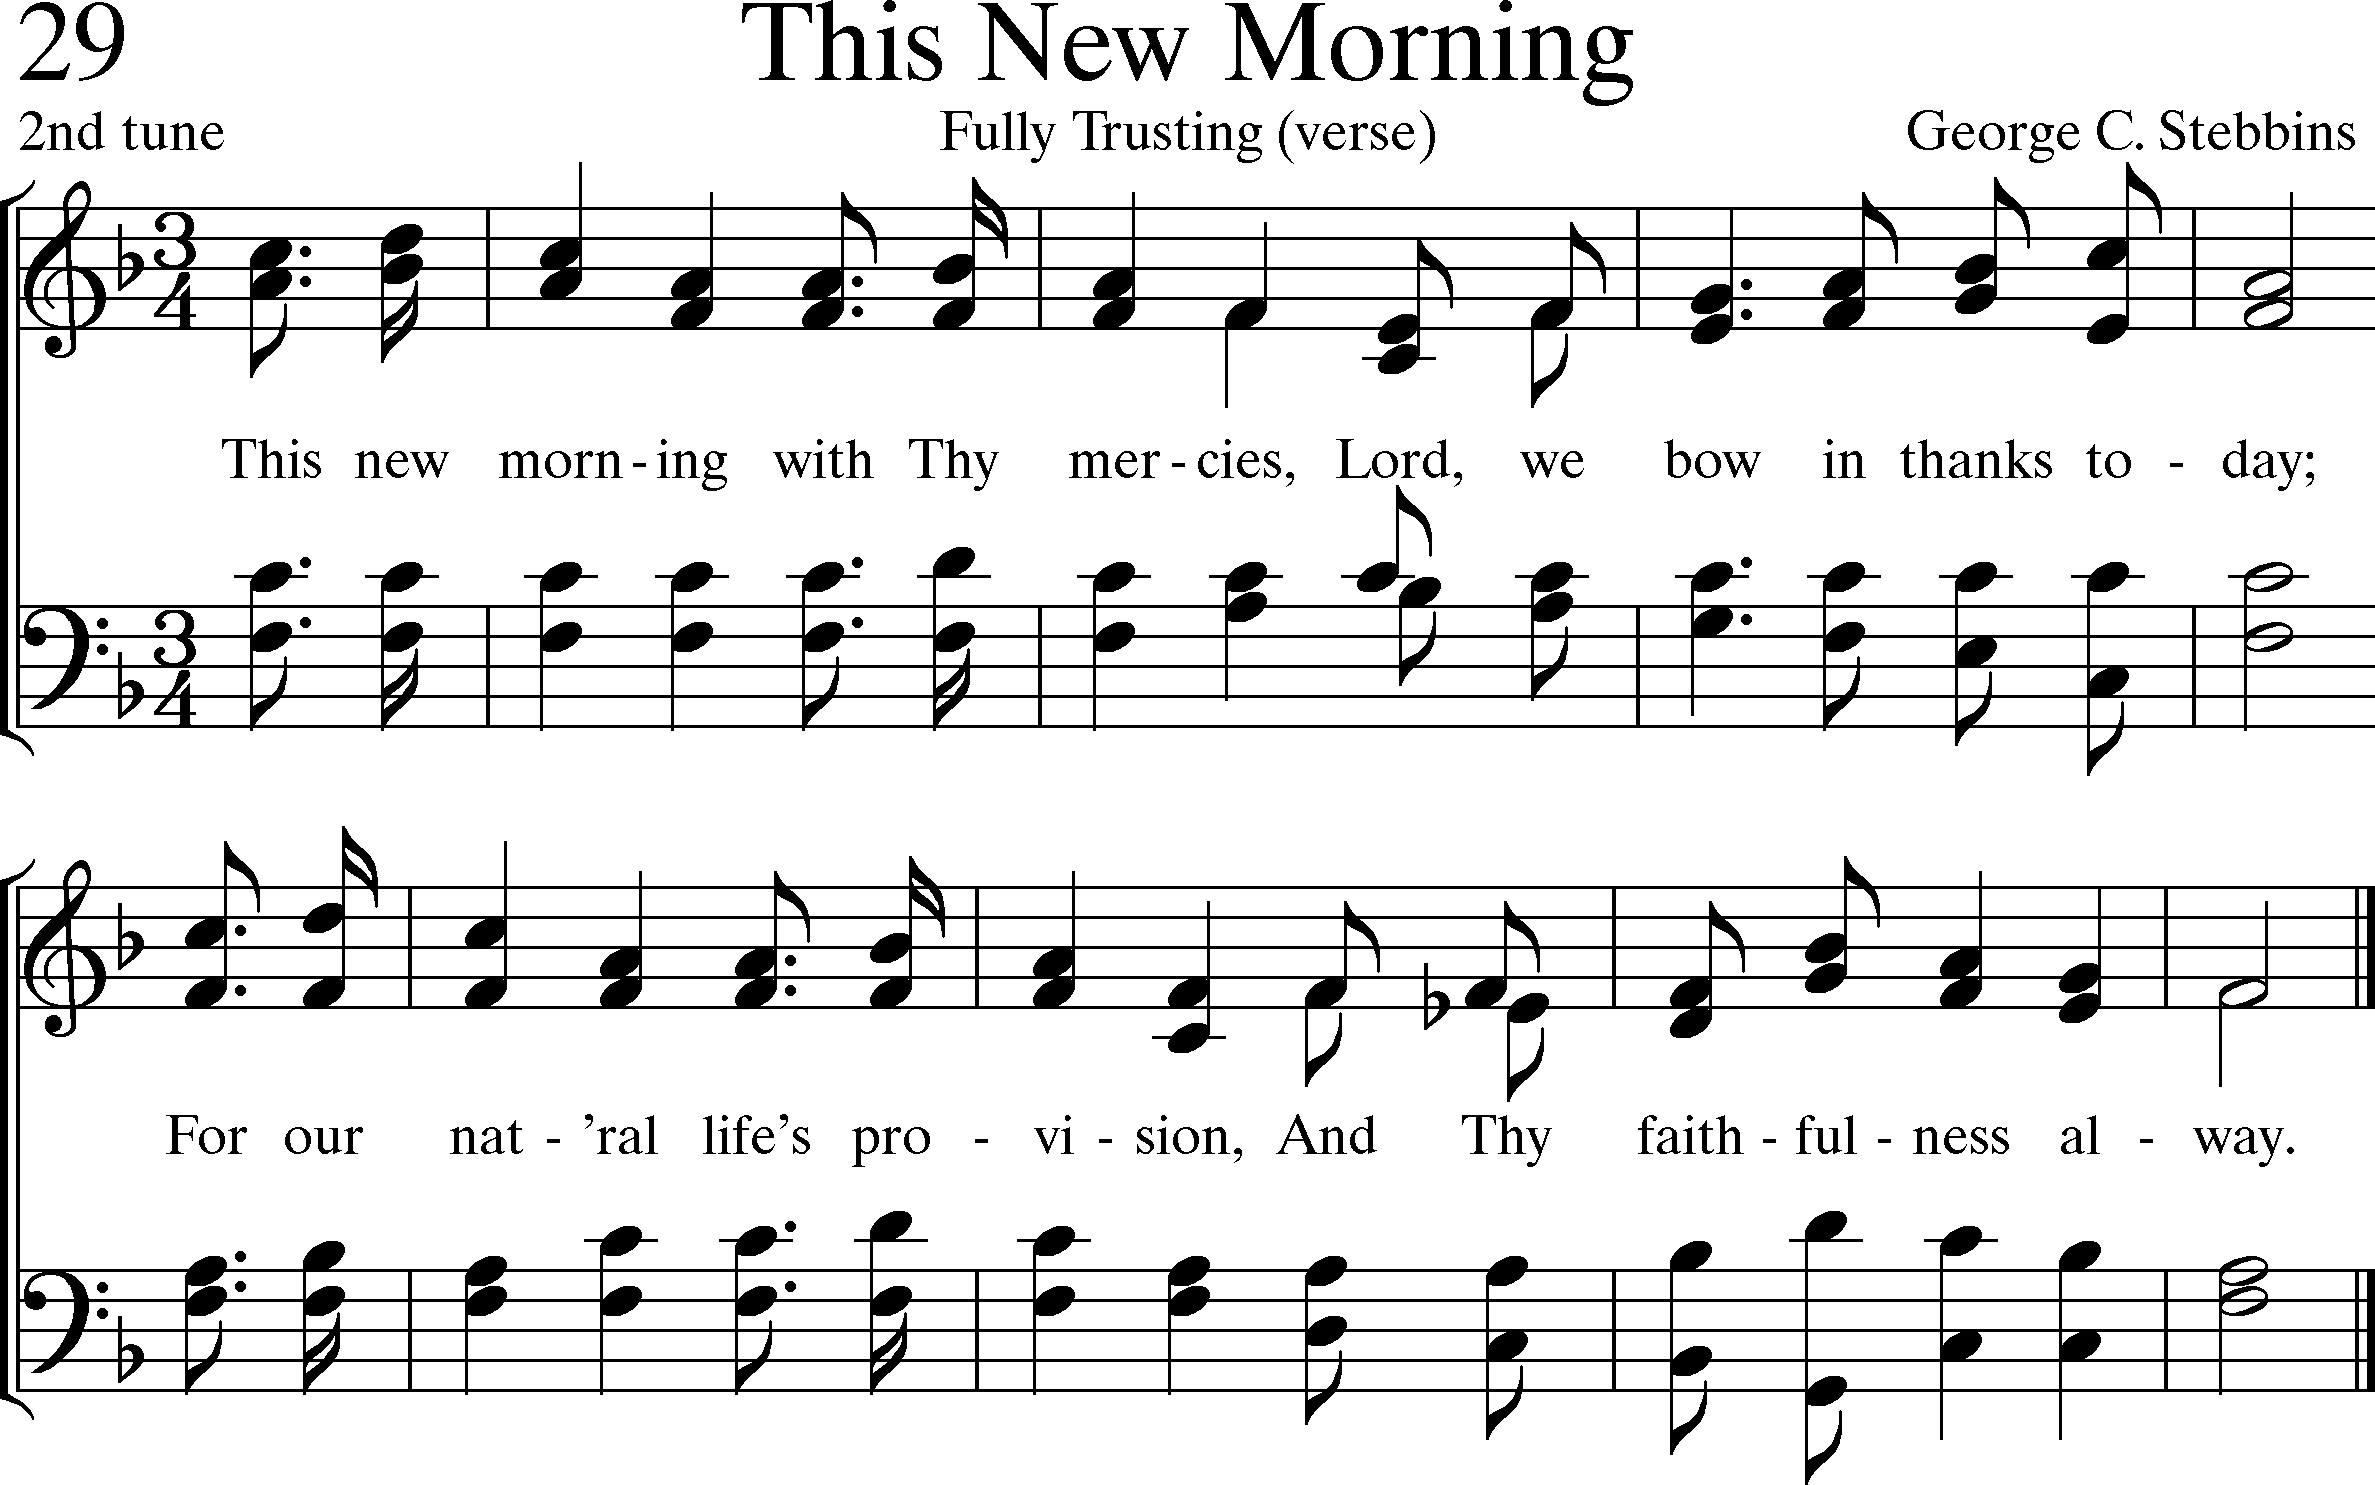 29
This New Morning
2nd tune
Fully Trusting (verse)
George C. Stebbins
3
4
This new morn - ing with Thy mer - cies, Lord, we bow in thanks to - day;
3
4
For our nat - 'ral life's pro - vi - sion, And Thy faith - ful - ness al - way.